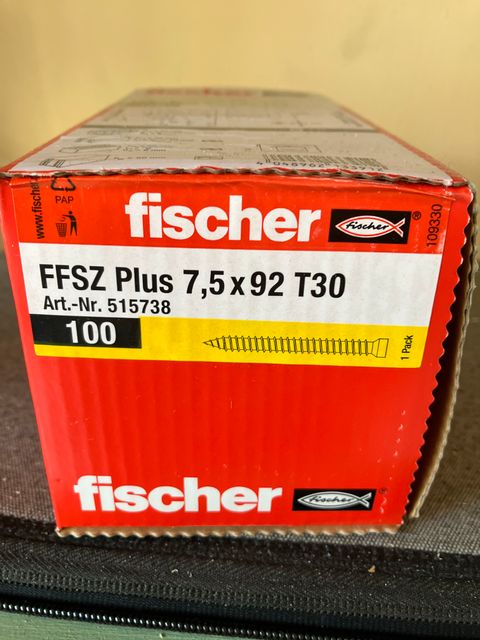 fischer
www.fischer
PAP
fischer
fischer
®
109330
FFSZ Plus 7,5 x 92 T30
Art.-Nr. 515738
100
1 Pack
fischer
fischer